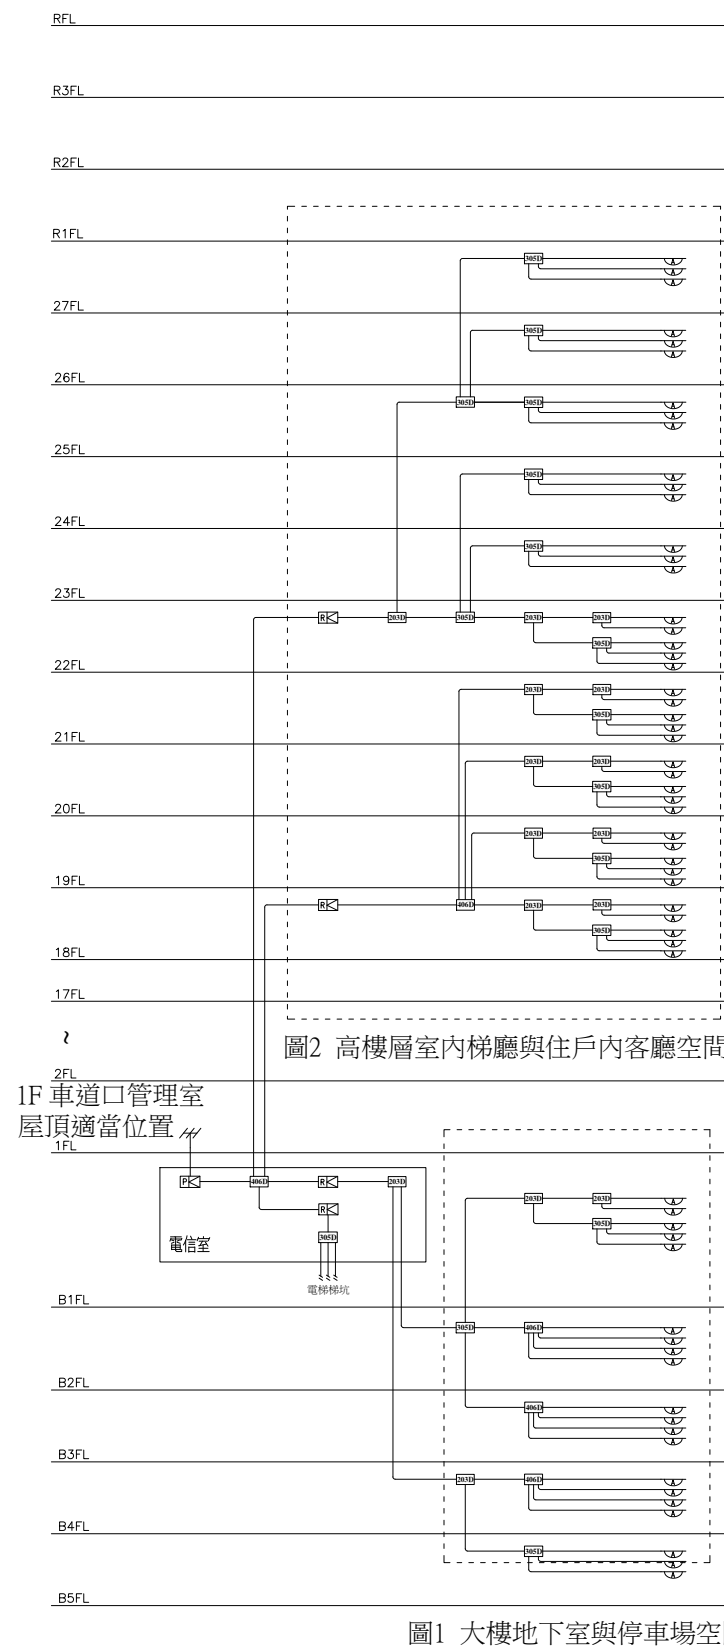 RFL
R3FL
R2FL
R1FL
305D
27FL
305D
26FL
305D 305D
25FL
305D
24FL
305D
23FL
R 203D 305D 203D 203D
305D
22FL
203D 203D
305D
21FL
203D 203D
305D
20FL
203D 203D
305D
19FL
R 406D 203D 203D
305D
18FL
17FL
~
圖2 高樓層室內梯廳與住戶內客廳空間
2FL
1F 車道口管理室
屋頂適當位置
1FL
P 406D R 203D
203D 203D
R
305D
305D
電信室
電梯梯坑
B1FL
305D 406D
B2FL
406D
B3FL
203D 406D
B4FL
305D
B5FL
圖1 大樓地下室與停車場空